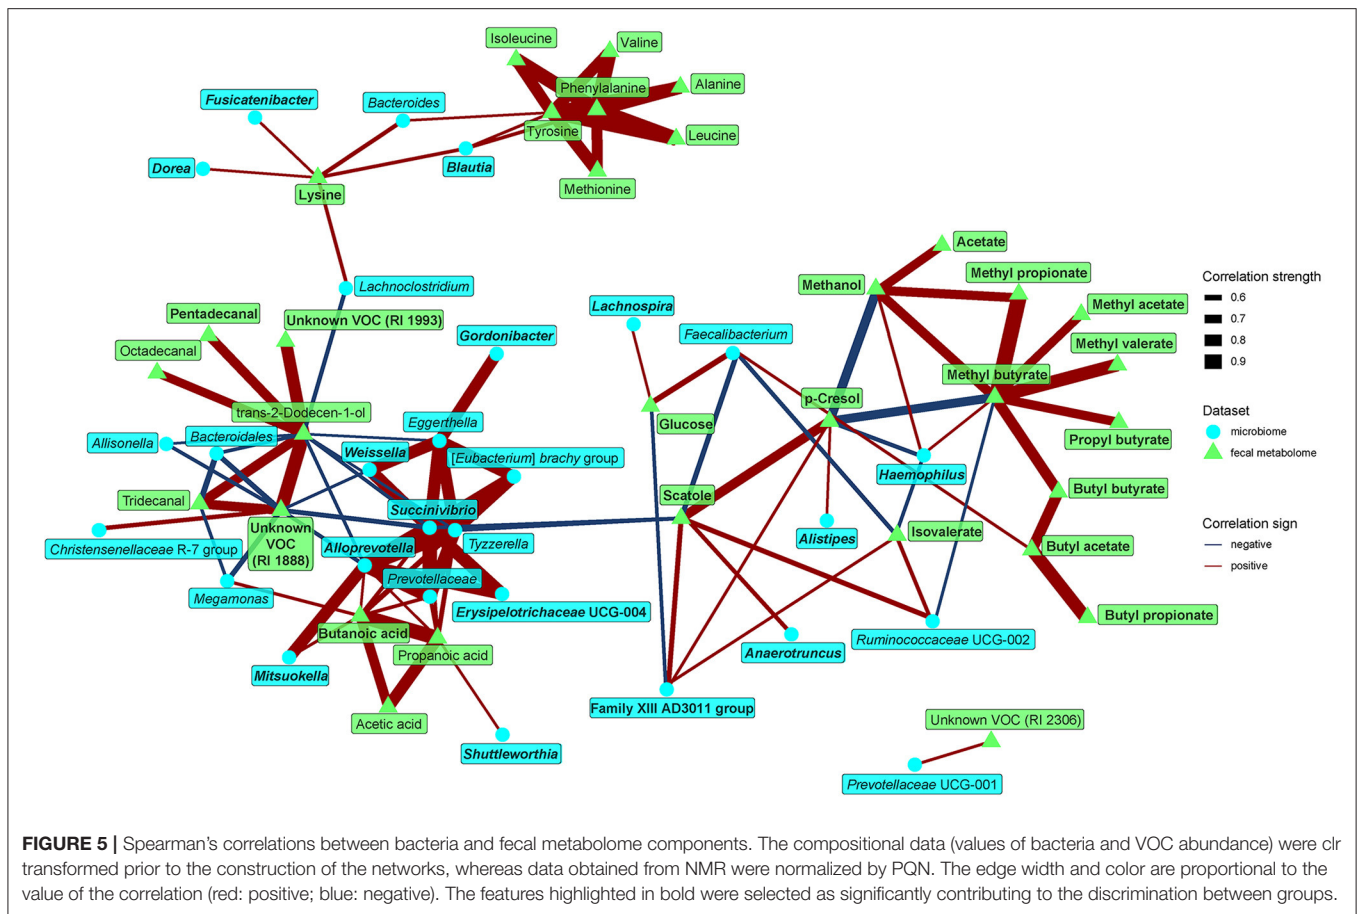 Isoleucine
Valine
Phenylalanine
Alanine
Fusicatenibacter
Bacteroides
Tyrosine
Leucine
Dorea
Blautia
Methionine
Lysine
Lachnoclostridium
Pentadecanal
Unknown VOC (RI 1993)
Octadecanal
Gordonibacter
trans-2-Dodecen-1-ol
Allisonella
Bacteroidales
Eggerthella
Weissella
[Eubacterium] brachy group
Tridecanal
Succinivibrio
Unknown
VOC
(RI 1888)
Christensenellaceae R-7 group
Alloprevotella
Tyzzerella
Prevotellaceae
Megamonas
Erysipelotrichaceae UCG-004
Butanoic acid
Propanoic acid
Mitsuokella
Acetic acid
Shuttleworthia
Acetate
Methanol
Methyl propionate
Lachnospira
Faecalibacterium
Methyl acetate
Methyl valerate
Methyl butyrate
p-Cresol
Glucose
Propyl butyrate
Haemophilus
Scatole
Butyl butyrate
Alistipes
Isovalerate
Butyl acetate
Butyl propionate
Anaerotruncus
Ruminococcaceae UCG-002
Family XIII AD3011 group
Unknown VOC (RI 2306)
Prevotellaceae UCG-001
Correlation strength
0.6
0.7
0.8
0.9
Dataset
microbiome
fecal metabolome
Correlation sign
negative
positive
FIGURE 5 | Spearman's correlations between bacteria and fecal metabolome components. The compositional data (values of bacteria and VOC abundance) were clr
transformed prior to the construction of the networks, whereas data obtained from NMR were normalized by PQN. The edge width and color are proportional to the
value of the correlation (red: positive; blue: negative). The features highlighted in bold were selected as significantly contributing to the discrimination between groups.